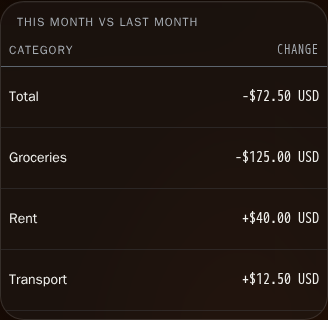 THIS MONTH VS LAST MONTH
CATEGORY CHANGE
Total -$72.50 USD
Groceries -$125.00 USD
Rent +$40.00 USD
Transport +$12.50 USD